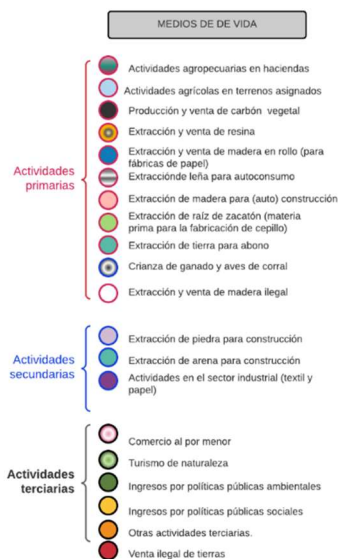 MEDIOS DE DE VIDA
Actividades primarias
Actividades agropecuarias en haciendas
Actividades agrícolas en terrenos asignados
Producción y venta de carbón vegetal
Extracción y venta de resina
Extracción y venta de madera en rollo (para
fábricas de papel)
Extracciónde leña para autoconsumo
Extracción de madera para (auto) construcción
Extracción de raíz de zacatón (materia
prima para la fabricación de cepillo)
Extracción de tierra para abono
Crianza de ganado y aves de corral
Extracción y venta de madera ilegal
Actividades
secundarias
Extracción de piedra para construcción
Extracción de arena para construcción
Actividades en el sector industrial (textil y
papel)
Actividades
terciarias
Comercio al por menor
Turismo de naturaleza
Ingresos por políticas públicas ambientales
Ingresos por políticas públicas sociales
Otras actividades terciarias.
Venta ilegal de tierras